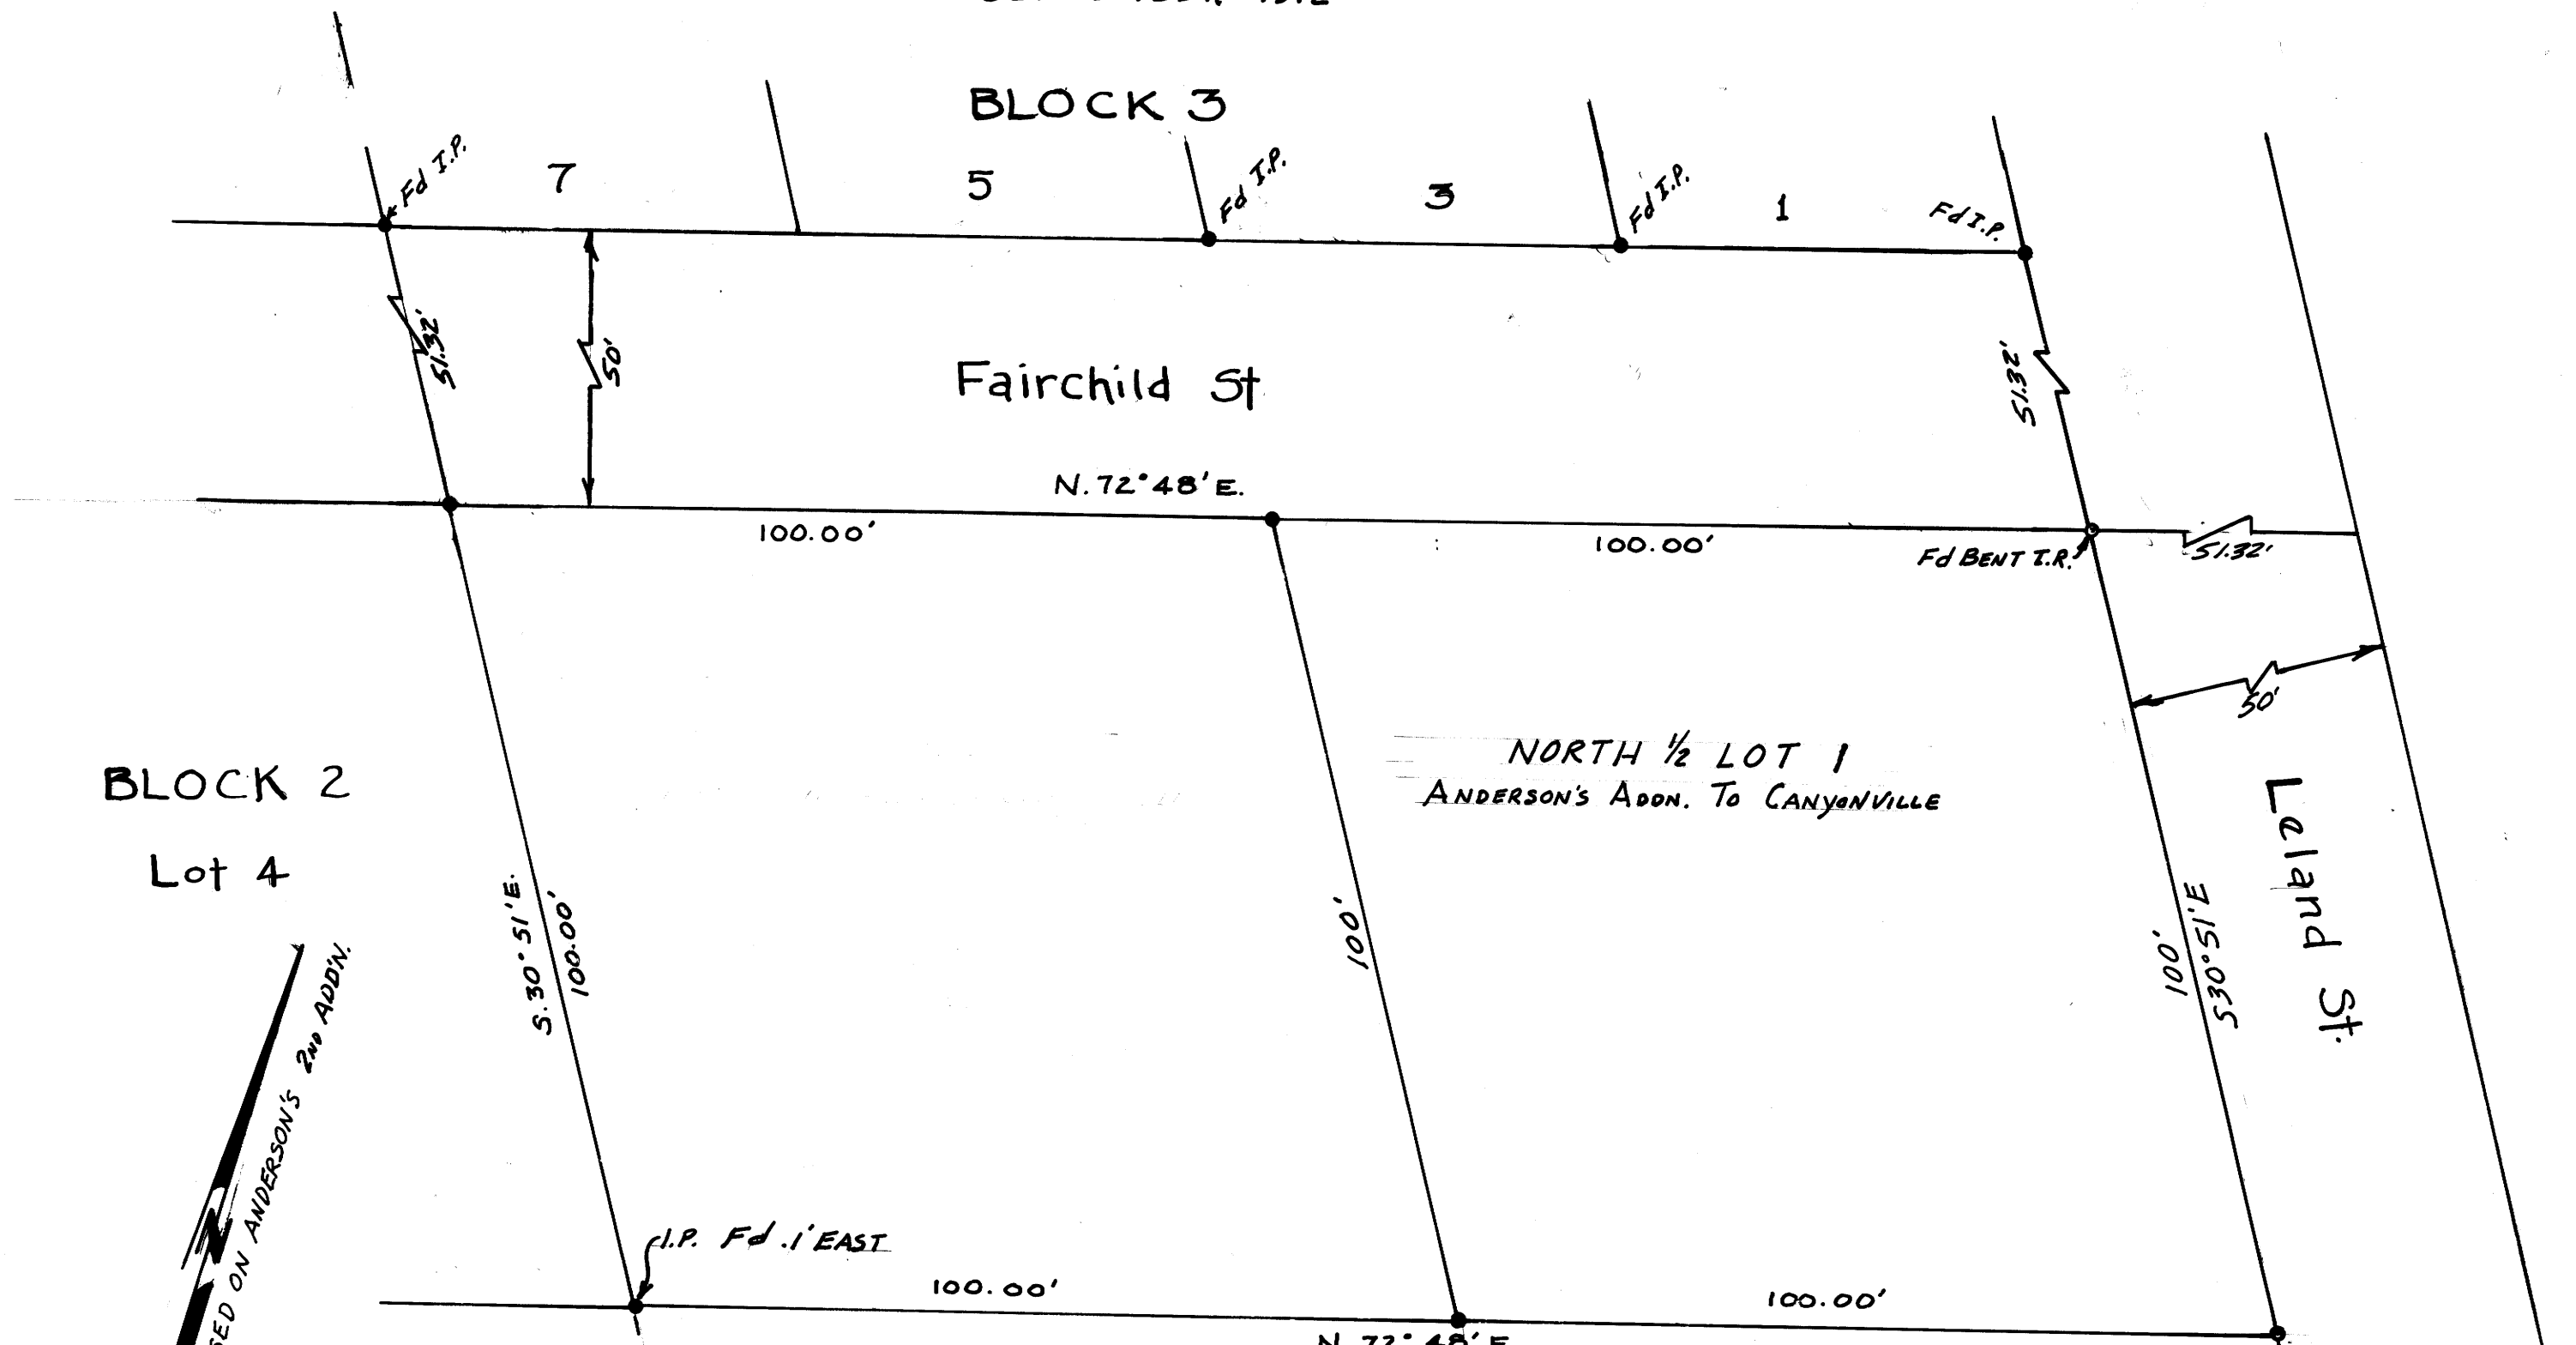 BLOCK 3
Fd I.P.
7
5
Fd I.P.
3
Fd I.P.
1
Fd I.P.
51.32'
50'
Fairchild St
51.32'
N. 72° 48' E.
100.00'
100.00'
Fd BENT I.R.
51.32'
50'
NORTH ½ LOT 1
ANDERSON'S ADDN. TO CANYONVILLE
BLOCK 2
Lot 4
S. 30° 51' E.
100.00'
100'
100'
S30°51'E
Leland St.
N
ON ANDERSON'S 2ND ADD'N.
I.P. Fd .1' EAST
100.00'
100.00'
N. 72° 48' E